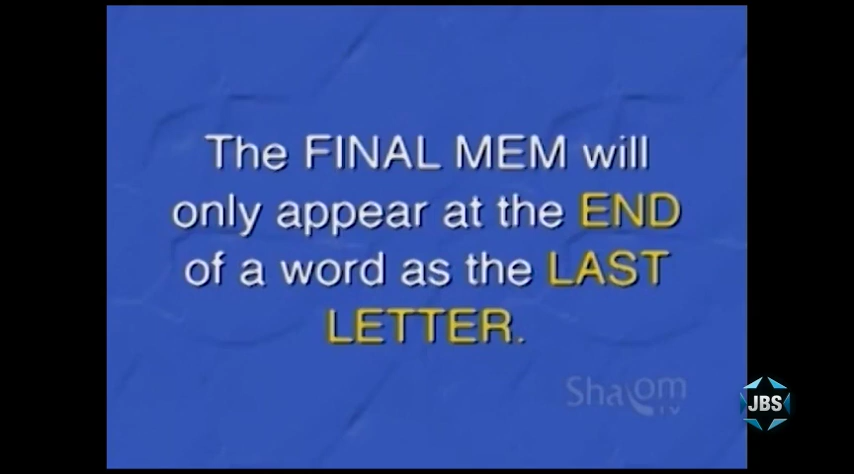 The FINAL MEM will
only appear at the END
of a word as the LAST
LETTER.
Shalom
TV
JBS